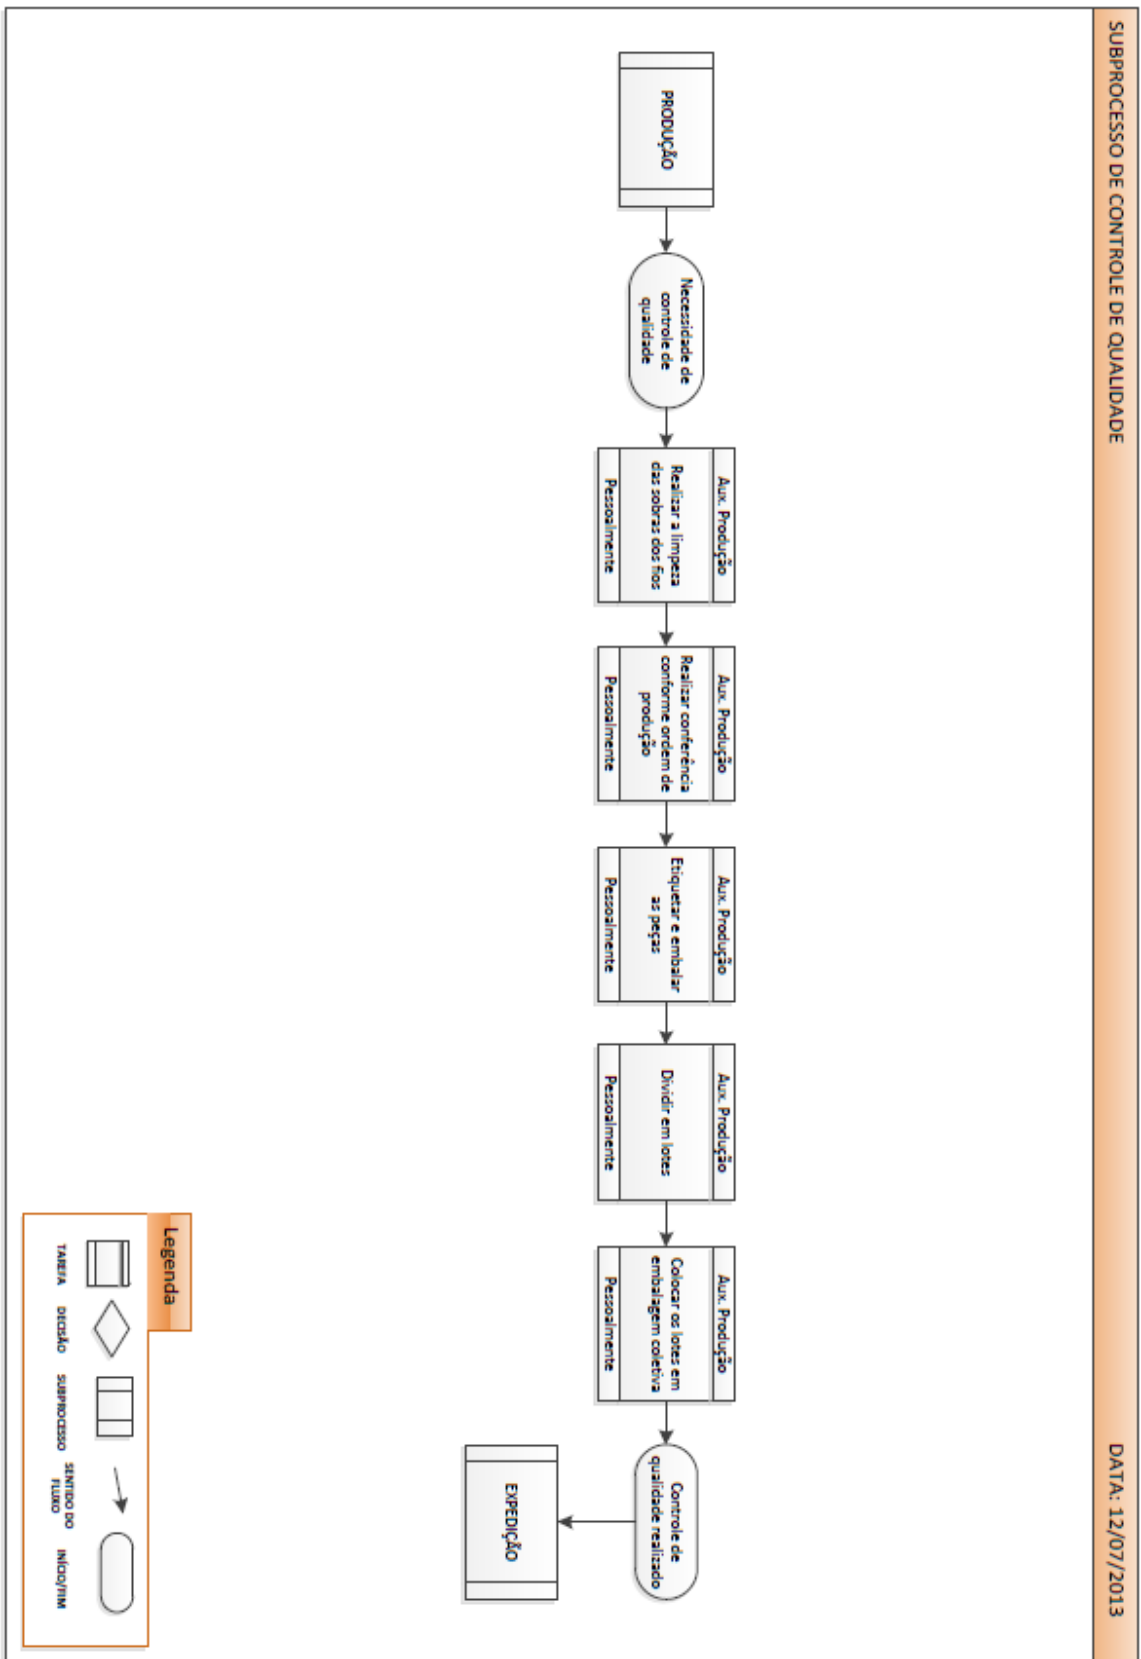 SUBPROCESSO DE CONTROLE DE QUALIDADE
DATA: 12/07/2013
PRODUÇÃO
Necessidade de
controle de
qualidade
Aux. Produção
Realizar a limpeza
das sobras dos fios
Pessoalmente
Aux. Produção
Realizar conferência
conforme ordem de
produção
Pessoalmente
Aux. Produção
Etiquetar e embalar
as peças
Pessoalmente
Aux. Produção
Dividir em lotes
Pessoalmente
Aux. Produção
Colocar os lotes em
embalagem coletiva
Pessoalmente
Controle de
qualidade realizado
EXPEDIÇÃO
Legenda
TAREFA
DECISÃO
SUBPROCESSO
SENTIDO DO
FLUXO
INÍCIO/FIM